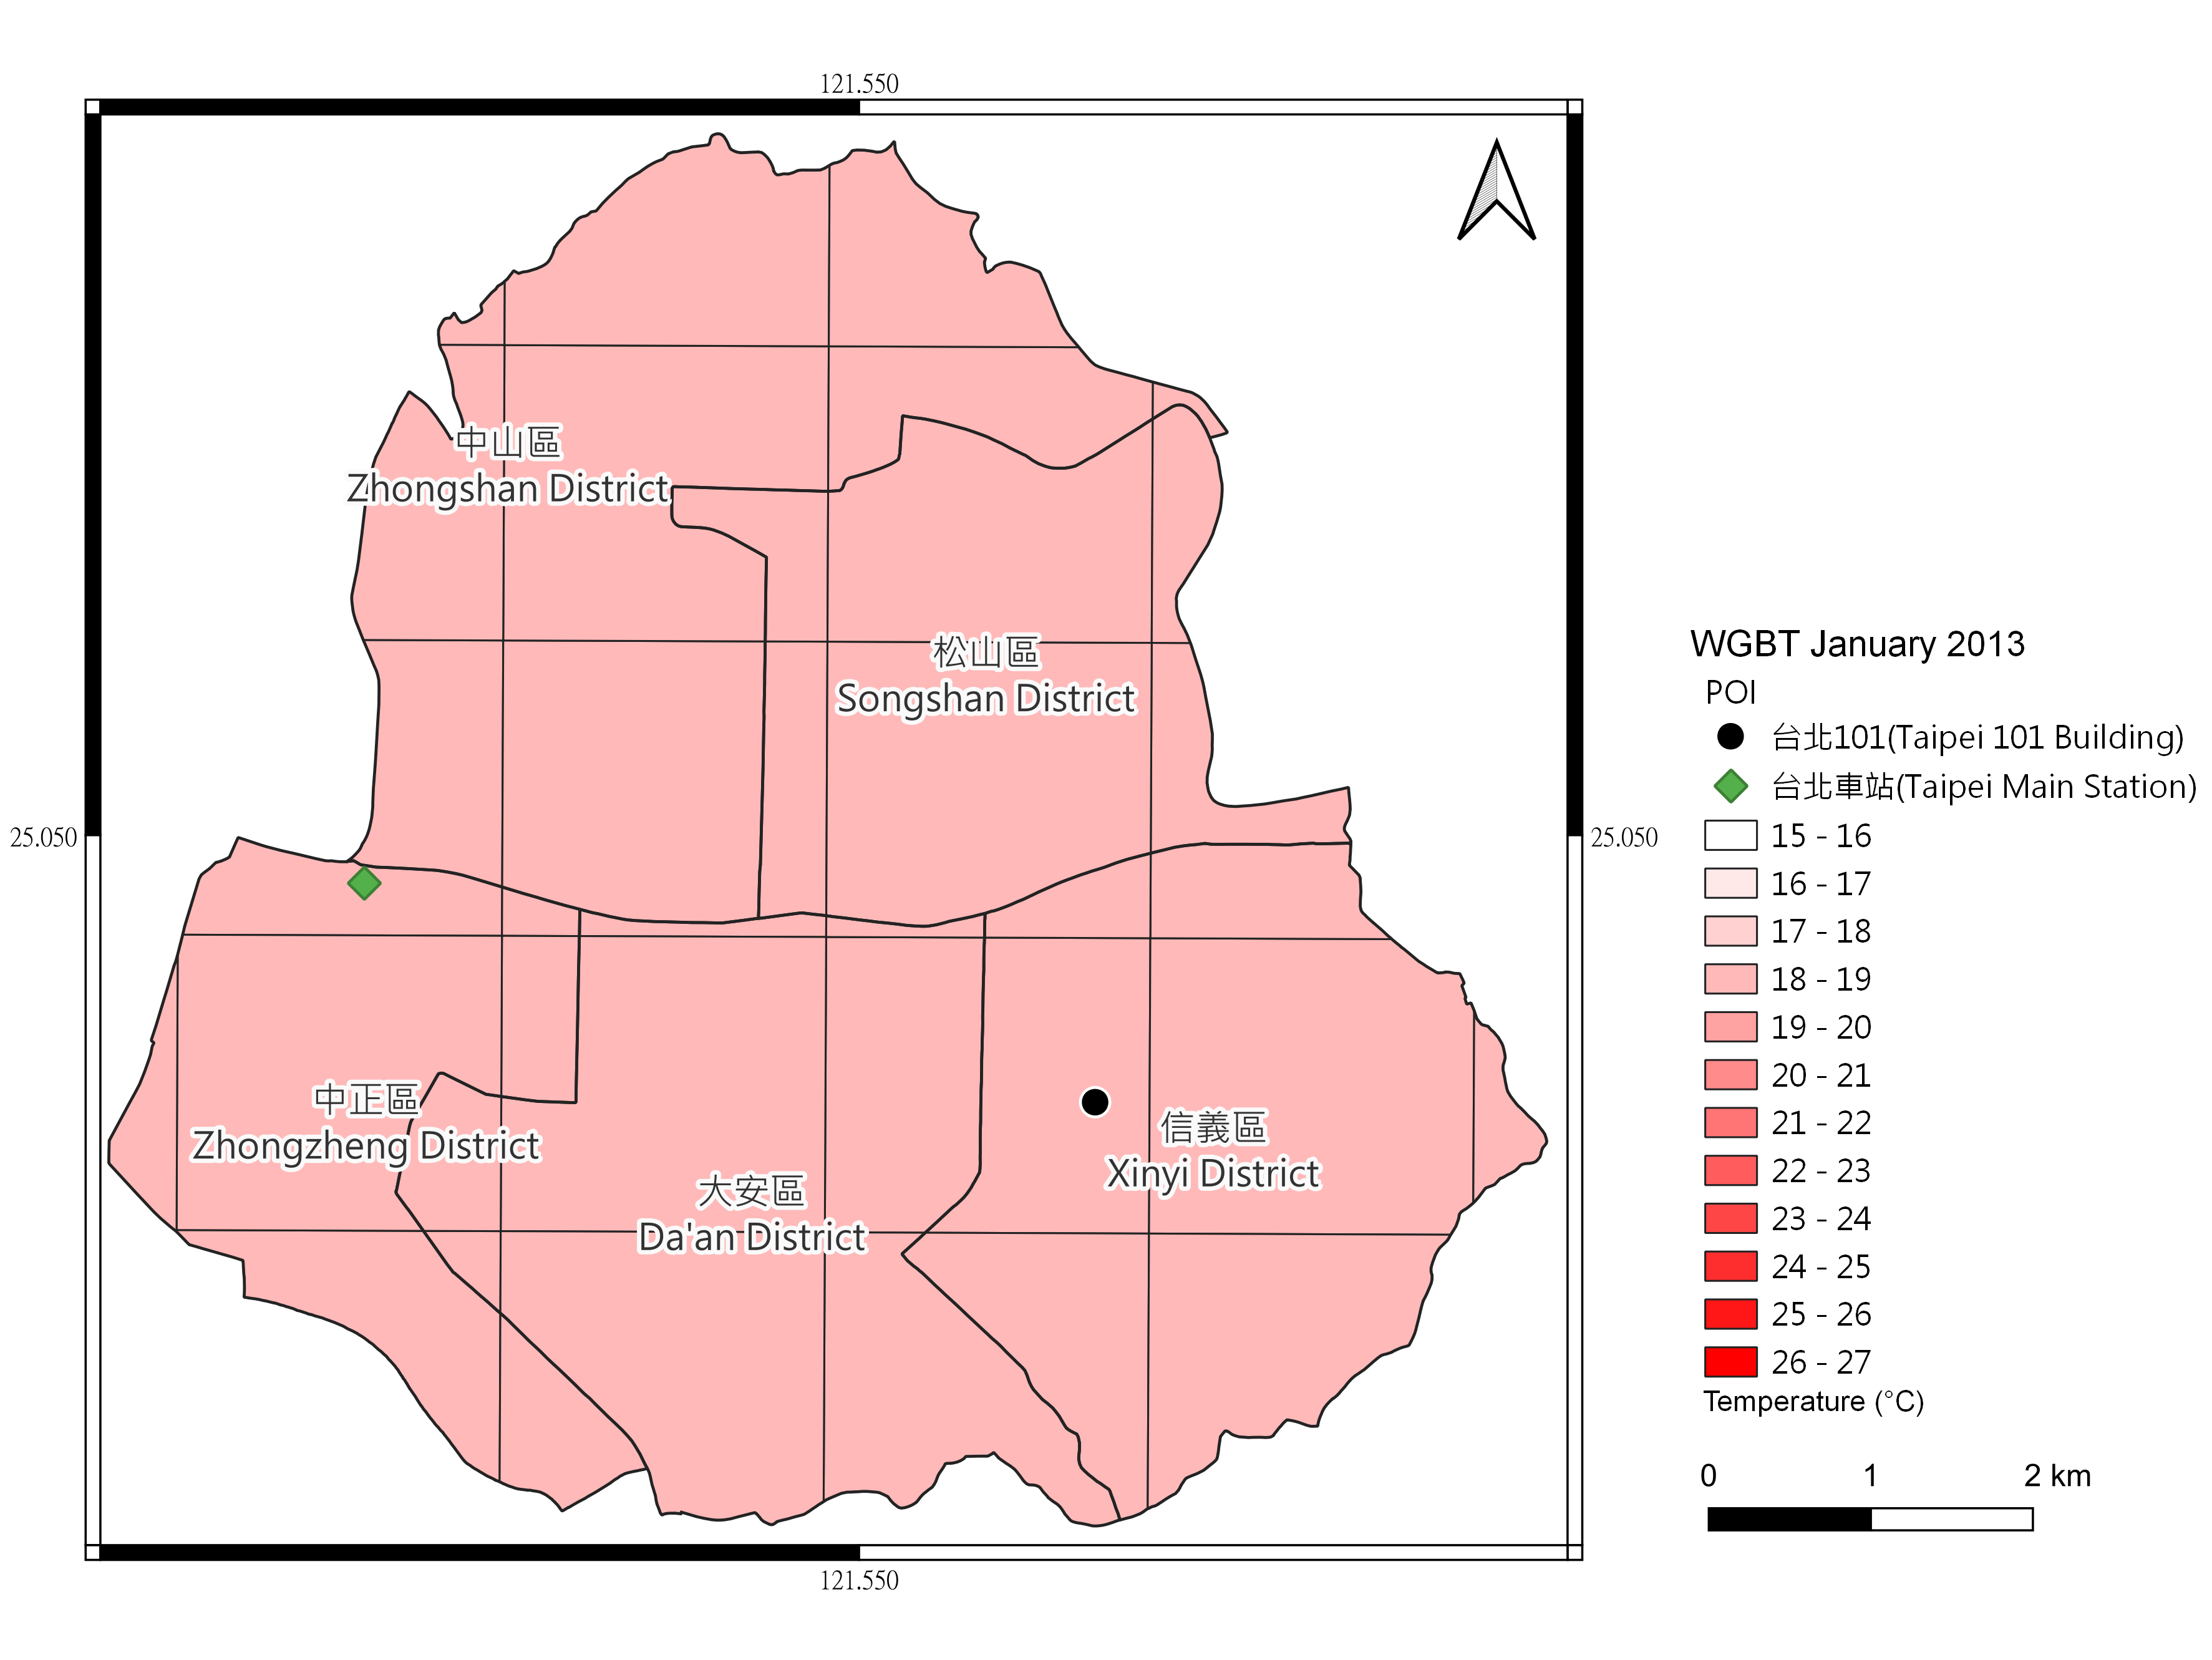 121.550
中山區
Zhongshan District
松山區
Songshan District
25.050
25.050
中正區
Zhongzheng District
大安區
Da'an District
信義區
Xinyi District
121.550
WGBT January 2013
POI
台北101(Taipei 101 Building)
台北車站(Taipei Main Station)
15 - 16
16 - 17
17 - 18
18 - 19
19 - 20
20 - 21
21 - 22
22 - 23
23 - 24
24 - 25
25 - 26
26 - 27
Temperature (°C)
0 1 2 km